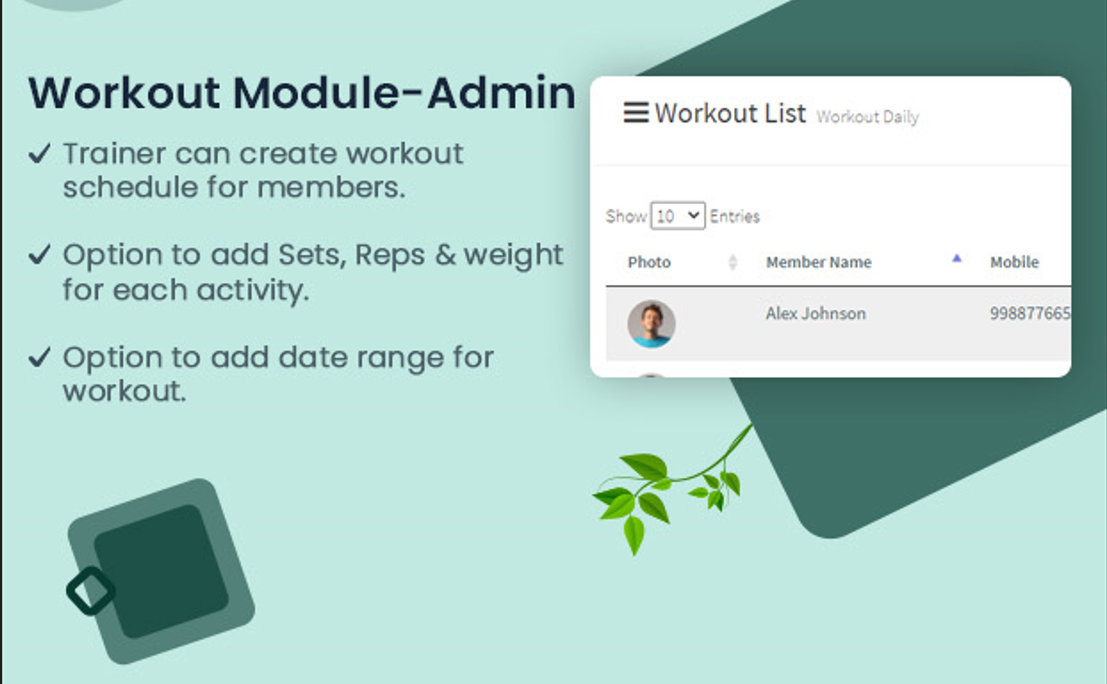 Workout Module-Admin
Trainer can create workout
schedule for members.
Option to add Sets, Reps & weight
for each activity.
Option to add date range for
workout.
Workout List Workout Daily
Show 10 Entries
Photo Member Name Mobile
Alex Johnson 998877665